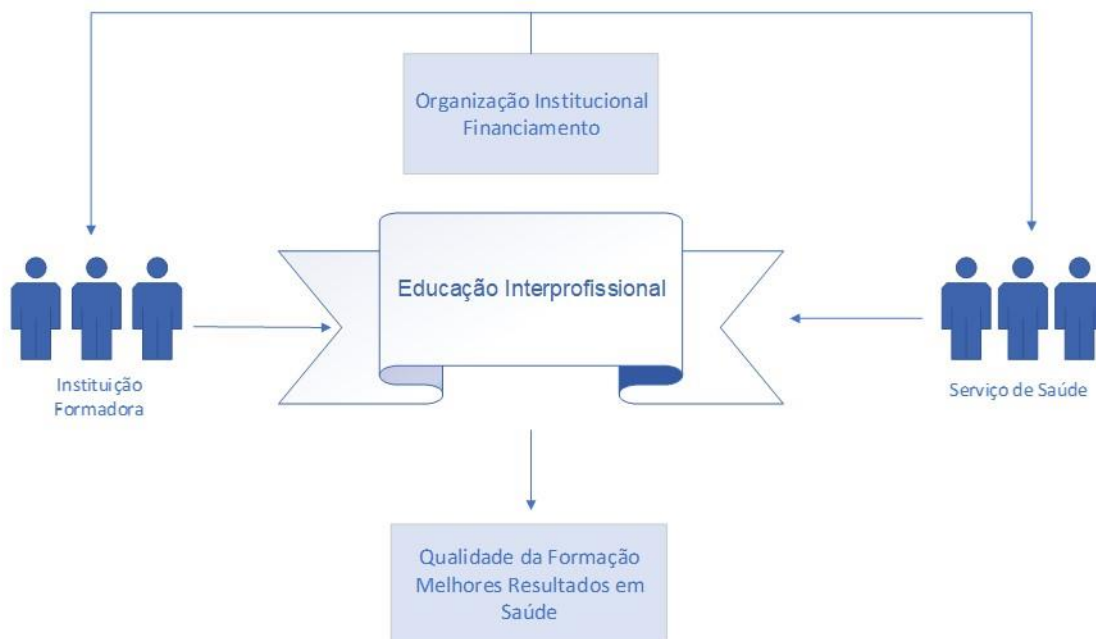 Organização Institucional
Financiamento
Educação Interprofissional
Instituição
Formadora
Serviço de Saúde
Qualidade da Formação
Melhores Resultados em
Saúde